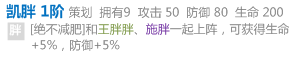 凯胖 1阶 策划 拥有9 攻击 50 防御 80 生命 200
胖 [绝不减肥]和王胖胖、施胖一起上阵，可获得生命
+5%，防御+5%